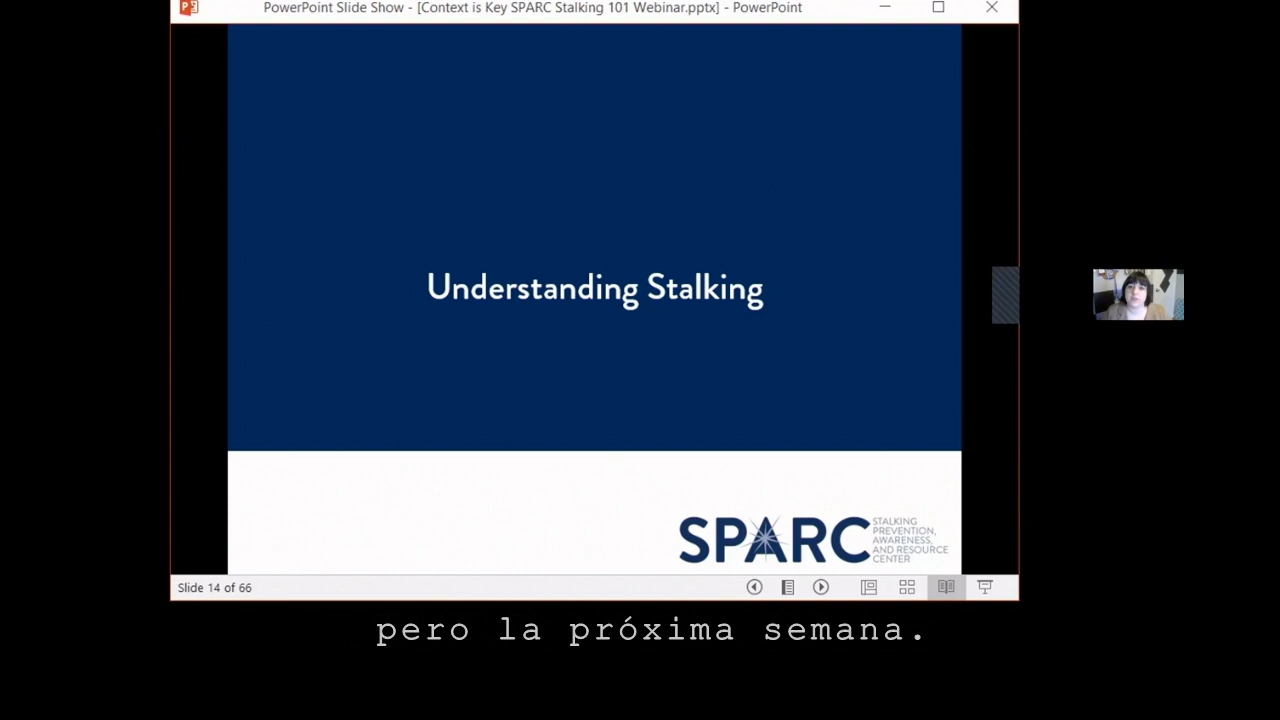 PowerPoint Slide Show - [Context is Key SPARC Stalking 101 Webinar.pptx] - PowerPoint
Understanding Stalking
SPARC
STALKING
PREVENTION,
AWARENESS,
AND RESOURCE
CENTER
Slide 14 of 66
pero la próxima semana.